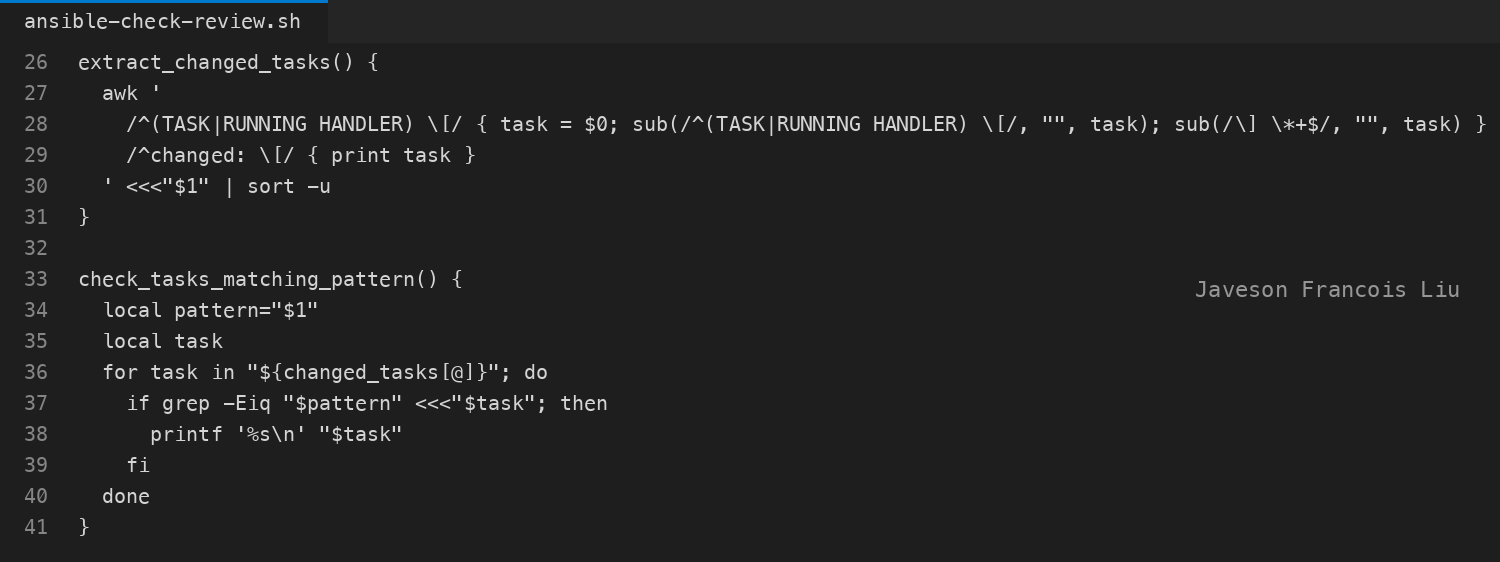 ansible-check-review.sh
26 extract_changed_tasks() {
27   awk '
28     /^(TASK|RUNNING HANDLER) \[/ { task = $0; sub(/^(TASK|RUNNING HANDLER) \[/, "", task); sub(/\] \*+$/, "", task) }
29     /^changed: \[/ { print task }
30   ' <<<"$1" | sort -u
31 }
32
33 check_tasks_matching_pattern() {
Javeson Francois Liu
34   local pattern="$1"
35   local task
36   for task in "${changed_tasks[@]}"; do
37     if grep -Eiq "$pattern" <<<"$task"; then
38       printf '%s\n' "$task"
39     fi
40   done
41 }